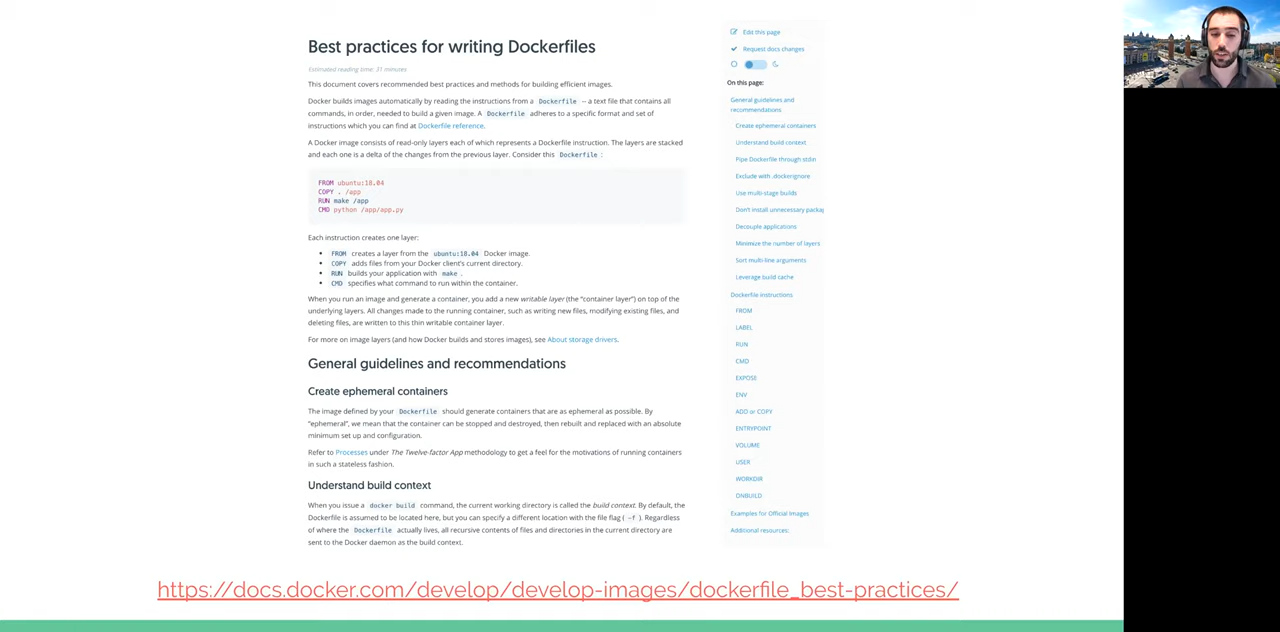 Best practices for writing Dockerfiles
Estimated reading time: 31 minutes
This document covers recommended best practices and methods for building efficient images.
Docker builds images automatically by reading the instructions from a Dockerfile -- a text file that contains all
commands, in order, needed to build a given image. A Dockerfile adheres to a specific format and set of
instructions which you can find at Dockerfile reference.
A Docker image consists of read-only layers each of which represents a Dockerfile instruction. The layers are stacked
and each one is a delta of the changes from the previous layer. Consider this Dockerfile :
FROM ubuntu:18.04
COPY . /app
RUN make /app
CMD python /app/app.py
Each instruction creates one layer:
• FROM creates a layer from the ubuntu:18.04 Docker image.
• COPY adds files from your Docker client's current directory.
• RUN builds your application with make .
• CMD specifies what command to run within the container.
When you run an image and generate a container, you add a new writable layer (the "container layer") on top of the
underlying layers. All changes made to the running container, such as writing new files, modifying existing files, and
deleting files, are written to this thin writable container layer.
For more on image layers (and how Docker builds and stores images), see About storage drivers.
General guidelines and recommendations
Create ephemeral containers
The image defined by your Dockerfile should generate containers that are as ephemeral as possible. By
"ephemeral", we mean that the container can be stopped and destroyed, then rebuilt and replaced with an absolute
minimum set up and configuration.
Refer to Processes under The Twelve-factor App methodology to get a feel for the motivations of running containers
in such a stateless fashion.
Understand build context
When you issue a docker build command, the current working directory is called the build context. By default, the
Dockerfile is assumed to be located here, but you can specify a different location with the file flag ( -f ). Regardless
of where the Dockerfile actually lives, all recursive contents of files and directories in the current directory are
sent to the Docker daemon as the build context.
Edit this page
Request docs changes
On this page:
General guidelines and
recommendations
Create ephemeral containers
Understand build context
Pipe Dockerfile through stdin
Exclude with .dockerignore
Use multi-stage builds
Don't install unnecessary packag
Decouple applications
Minimize the number of layers
Sort multi-line arguments
Leverage build cache
Dockerfile instructions
FROM
LABEL
RUN
CMD
EXPOSE
ENV
ADD or COPY
ENTRYPOINT
VOLUME
USER
WORKDIR
ONBUILD
Examples for Official Images
Additional resources:
https://docs.docker.com/develop/develop-images/dockerfile_best-practices/